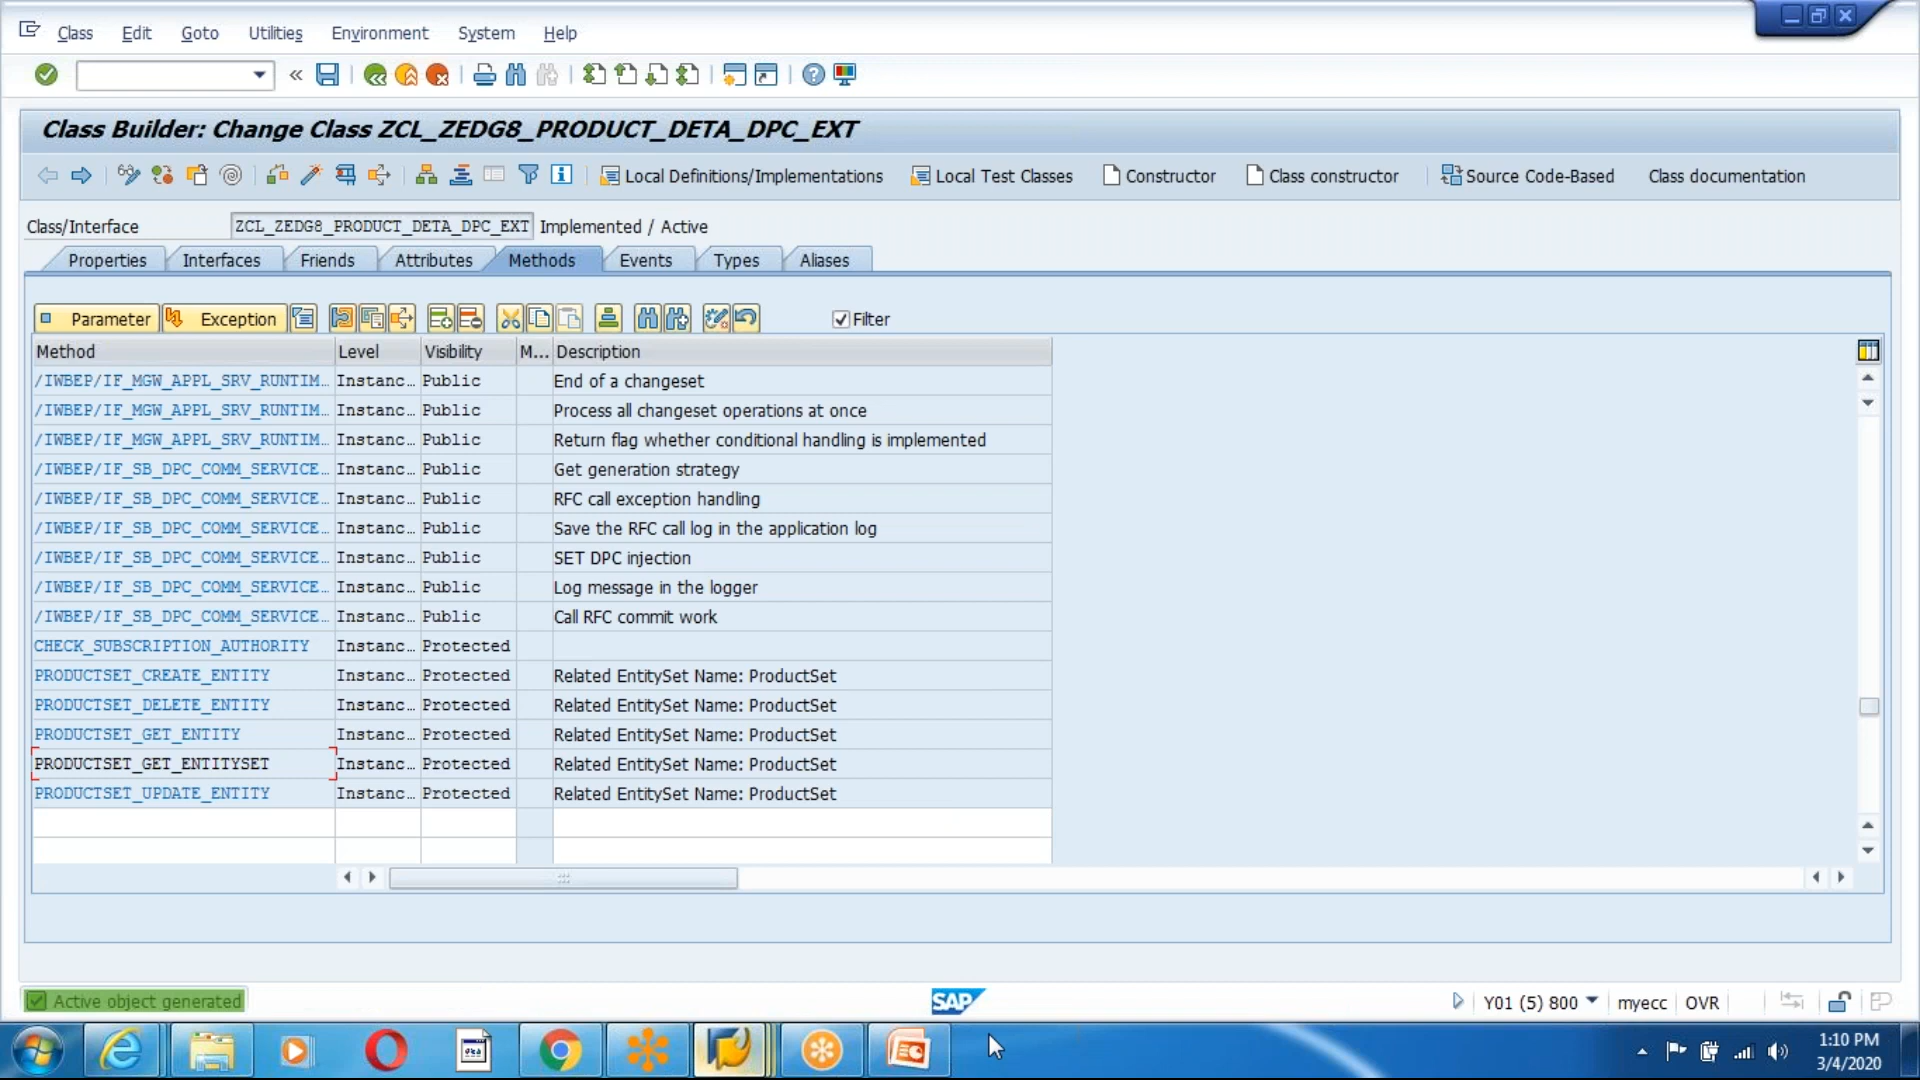 Class Edit Goto Utilities Environment System Help
Class Builder: Change Class ZCL_ZEDG8_PRODUCT_DETA_DPC_EXT
Local Definitions/Implementations Local Test Classes Constructor Class constructor Source Code-Based Class documentation
Class/Interface ZCL_ZEDG8_PRODUCT_DETA_DPC_EXT Implemented / Active
Properties Interfaces Friends Attributes Methods Events Types Aliases
Parameter Exception Filter
Method Level Visibility M... Description
/IWBEP/IF_MGW_APPL_SRV_RUNTIM... Instanc... Public End of a changeset
/IWBEP/IF_MGW_APPL_SRV_RUNTIM... Instanc... Public Process all changeset operations at once
/IWBEP/IF_MGW_APPL_SRV_RUNTIM... Instanc... Public Return flag whether conditional handling is implemented
/IWBEP/IF_SB_DPC_COMM_SERVICE... Instanc... Public Get generation strategy
/IWBEP/IF_SB_DPC_COMM_SERVICE... Instanc... Public RFC call exception handling
/IWBEP/IF_SB_DPC_COMM_SERVICE... Instanc... Public Save the RFC call log in the application log
/IWBEP/IF_SB_DPC_COMM_SERVICE... Instanc... Public SET DPC injection
/IWBEP/IF_SB_DPC_COMM_SERVICE... Instanc... Public Log message in the logger
/IWBEP/IF_SB_DPC_COMM_SERVICE... Instanc... Public Call RFC commit work
CHECK_SUBSCRIPTION_AUTHORITY Instanc... Protected
PRODUCTSET_CREATE_ENTITY Instanc... Protected Related EntitySet Name: ProductSet
PRODUCTSET_DELETE_ENTITY Instanc... Protected Related EntitySet Name: ProductSet
PRODUCTSET_GET_ENTITY Instanc... Protected Related EntitySet Name: ProductSet
PRODUCTSET_GET_ENTITYSET Instanc... Protected Related EntitySet Name: ProductSet
PRODUCTSET_UPDATE_ENTITY Instanc... Protected Related EntitySet Name: ProductSet
Active object generated SAP Y01 (5) 800 myecc OVR
1:10 PM
3/4/2020